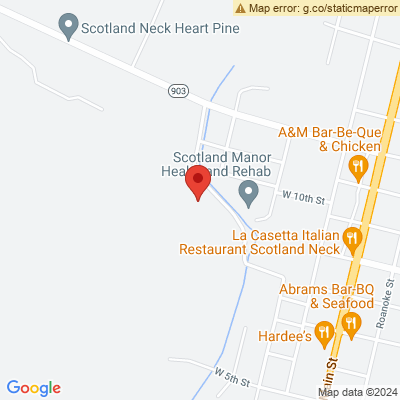 Map error: g.co/staticmaperror
Scotland Neck Heart Pine
903
A&M Bar-Be-Que
& Chicken
Scotland Manor
Health and Rehab
W 10th St
La Casetta Italian
Restaurant Scotland Neck
Abrams Bar-BQ
& Seafood
Roanoke St
Hardee's
Main St
W 5th St
Google
Map data ©2024